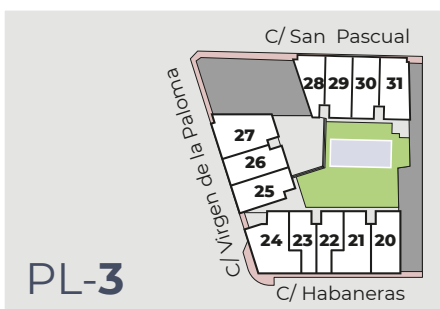 C/ San Pascual
C/ Virgen de la Paloma
28 29 30 31
27
26
25
24 23 22 21 20
PL-3
C/ Habaneras